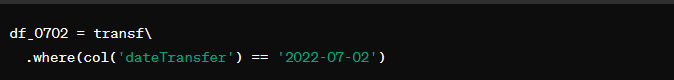 df_0702 = transf\
.where(col('dateTransfer') == '2022-07-02')